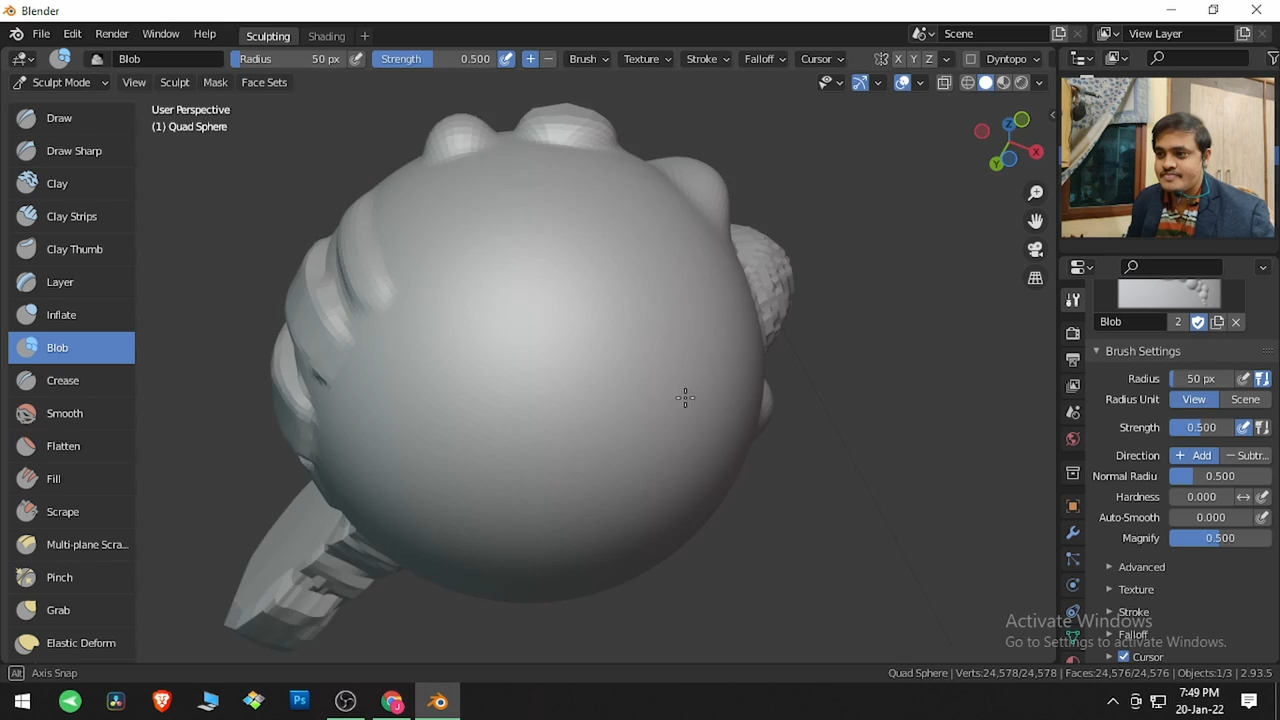 Blender
File Edit Render Window Help Sculpting Shading Scene View Layer
Blob Radius 50 px Strength 0.500 Brush Texture Stroke Falloff Cursor X Y Z Dyntopo
Sculpt Mode View Sculpt Mask Face Sets
User Perspective
(1) Quad Sphere
Z
X
Y
Draw
Draw Sharp
Clay
Clay Strips
Clay Thumb
Layer
Inflate
Blob
Crease
Smooth
Flatten
Fill
Scrape
Multi-plane Scra...
Pinch
Grab
Elastic Deform
Blob 2
Brush Settings
Radius 50 px
Radius Unit View Scene
Strength 0.500
Direction + Add − Subtr...
Normal Radiu 0.500
Hardness 0.000
Auto-Smooth 0.000
Magnify 0.500
Advanced
Texture
Stroke
Falloff
Cursor
Activate Windows
Go to Settings to activate Windows.
Alt Axis Snap
Quad Sphere | Verts:24,578/24,578 | Faces:24,576/24,576 | Objects:1/3 | 2.93.5
Ps
7:49 PM
20-Jan-22